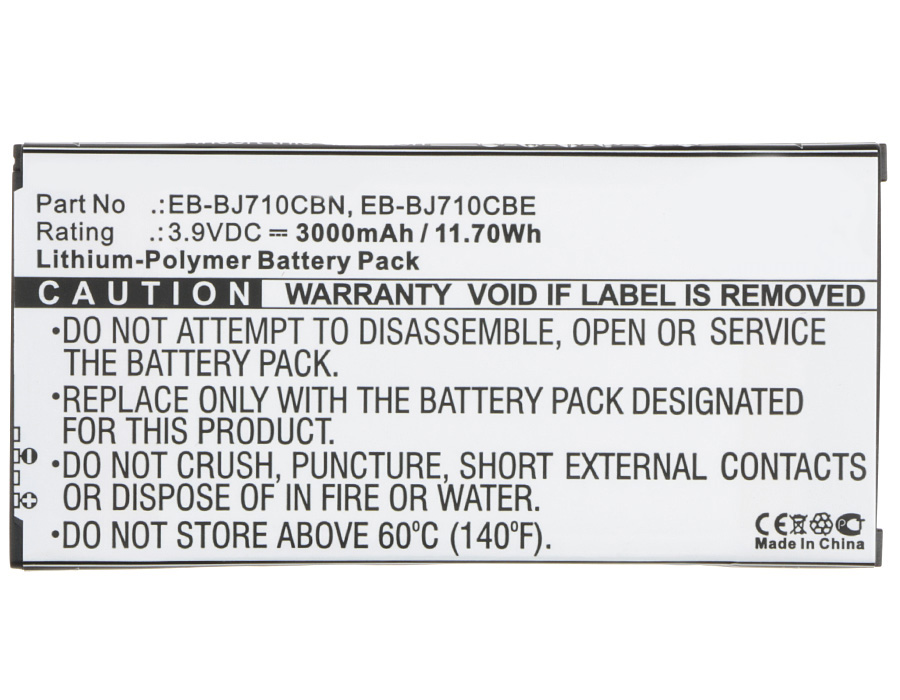 Part No .:EB-BJ710CBN, EB-BJ710CBE
Rating .:3.9VDC ⎓ 3000mAh / 11.70Wh
Lithium-Polymer Battery Pack
CAUTION WARRANTY VOID IF LABEL IS REMOVED
•DO NOT ATTEMPT TO DISASSEMBLE, OPEN OR SERVICE
THE BATTERY PACK.
•REPLACE ONLY WITH THE BATTERY PACK DESIGNATED
FOR THIS PRODUCT.
•DO NOT CRUSH, PUNCTURE, SHORT EXTERNAL CONTACTS
OR DISPOSE OF IN FIRE OR WATER.
•DO NOT STORE ABOVE 60°C (140°F).
CE
Made In China